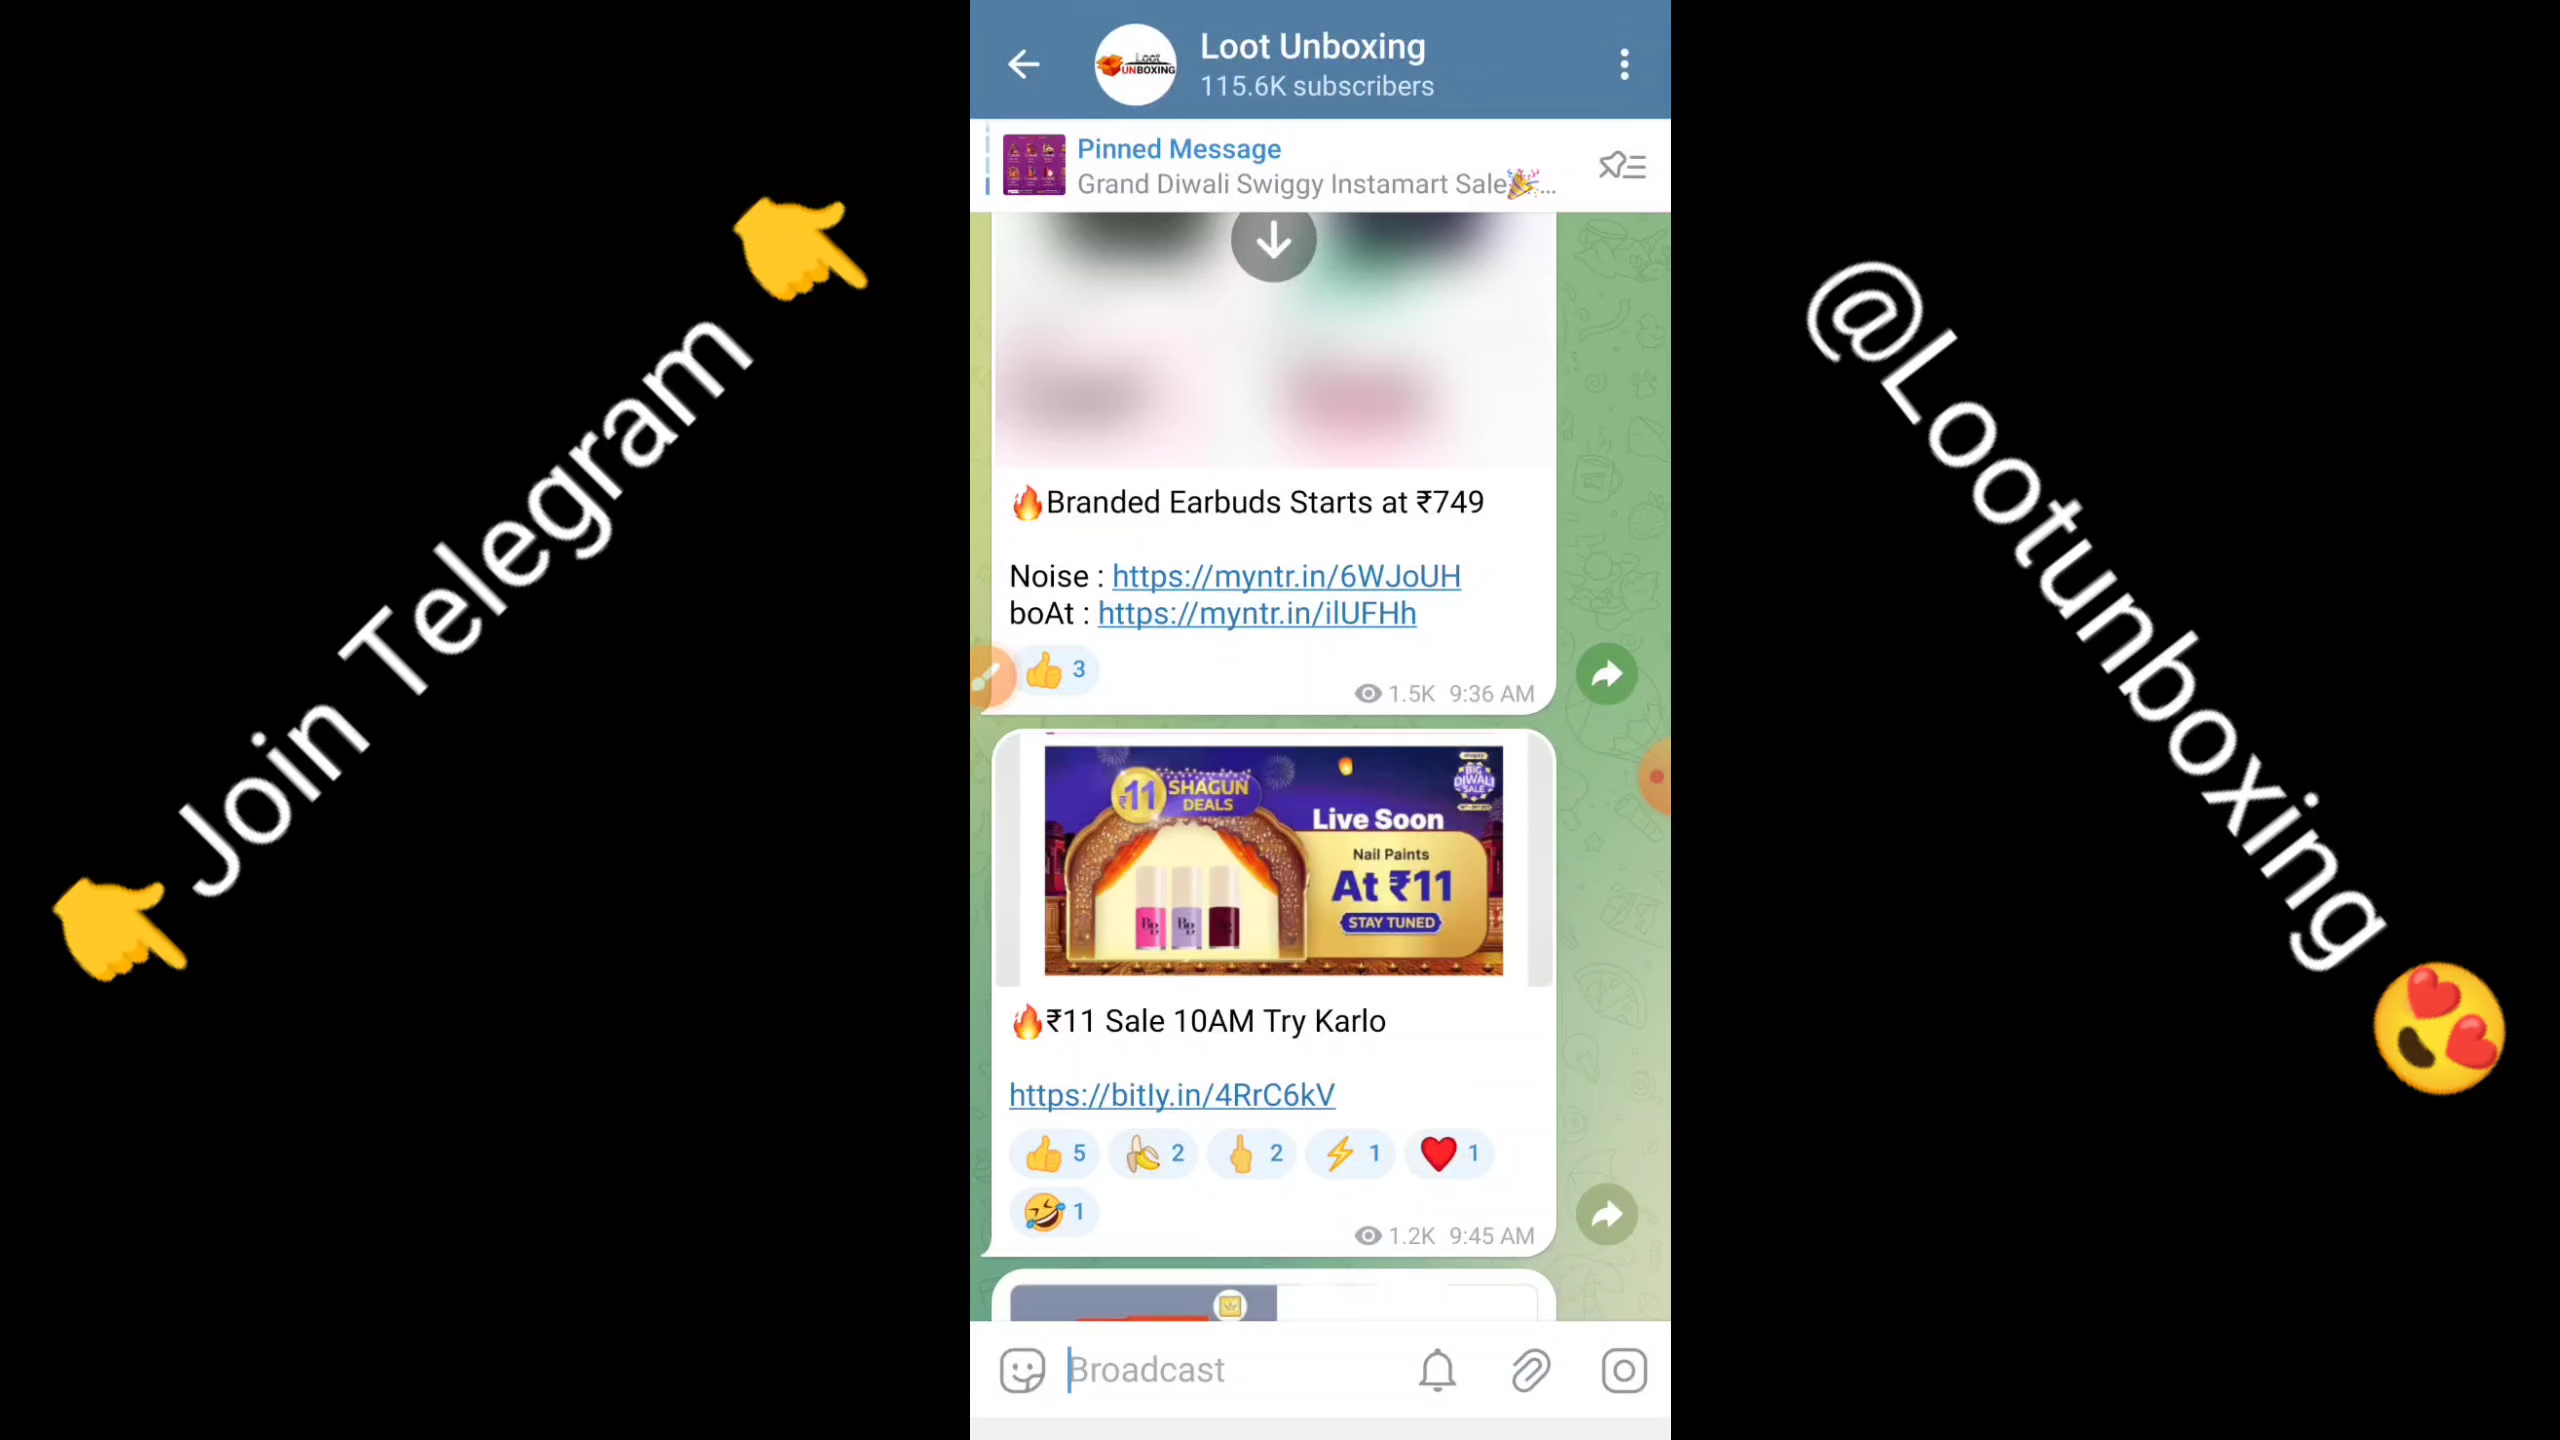 👉 Join Telegram 👉
Loot
UNBOXING
Loot Unboxing
115.6K subscribers
Pinned Message
Grand Diwali Swiggy Instamart Sale🎉...
🔥Branded Earbuds Starts at ₹749
Noise : https://myntr.in/6WJoUH
boAt : https://myntr.in/ilUFHh
👍 3
1.5K 9:36 AM
₹11 SHAGUN
DEALS
BIG
DIWALI
SALE
Live Soon
Nail Paints
At ₹11
STAY TUNED
🔥₹11 Sale 10AM Try Karlo
https://bitly.in/4RrC6kV
👍 5 🍌 2 🖕 2 ⚡ 1 ❤️ 1
🤣 1
1.2K 9:45 AM
Broadcast
@Lootunboxing 😍